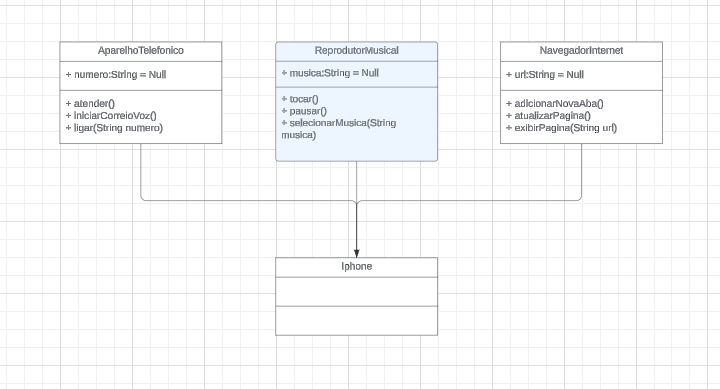 AparelhoTelefonico
+ numero:String = Null
+ atender()
+ iniciarCorreioVoz()
+ ligar(String numero)
ReprodutorMusical
+ musica:String = Null
+ tocar()
+ pausar()
+ selecionarMusica(String
musica)
NavegadorInternet
+ url:String = Null
+ adicionarNovaAba()
+ atualizarPagina()
+ exibirPagina(String url)
Iphone